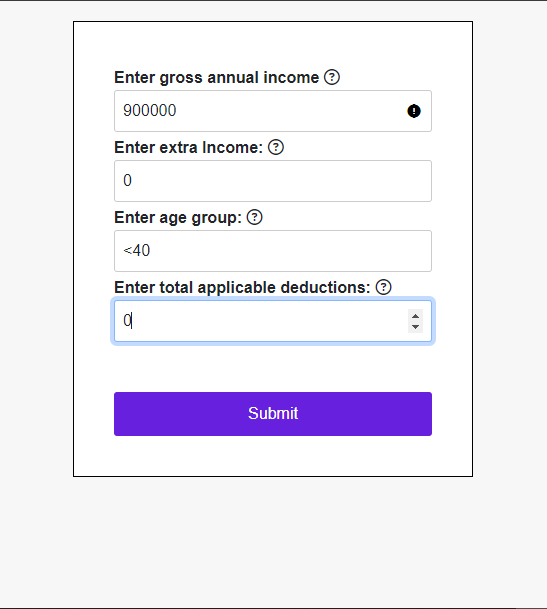 Enter gross annual income ?
900000
Enter extra Income: ?
0
Enter age group: ?
<40
Enter total applicable deductions: ?
0
Submit